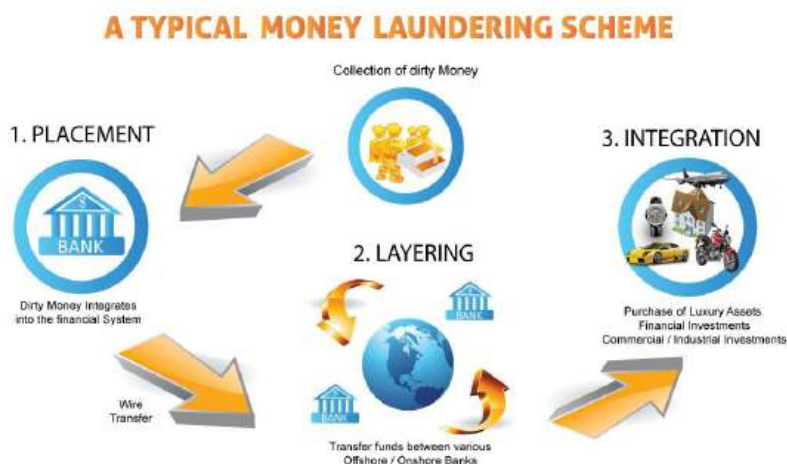 A TYPICAL MONEY LAUNDERING SCHEME
Collection of dirty Money
1. PLACEMENT
$
BANK
Dirty Money Integrates
into the financial System
Wire
Transfer
2. LAYERING
BANK
BANK
Transfer funds between various
Offshore / Onshore Banks
3. INTEGRATION
Purchase of Luxury Assets
Financial Investments
Commercial / Industrial Investments